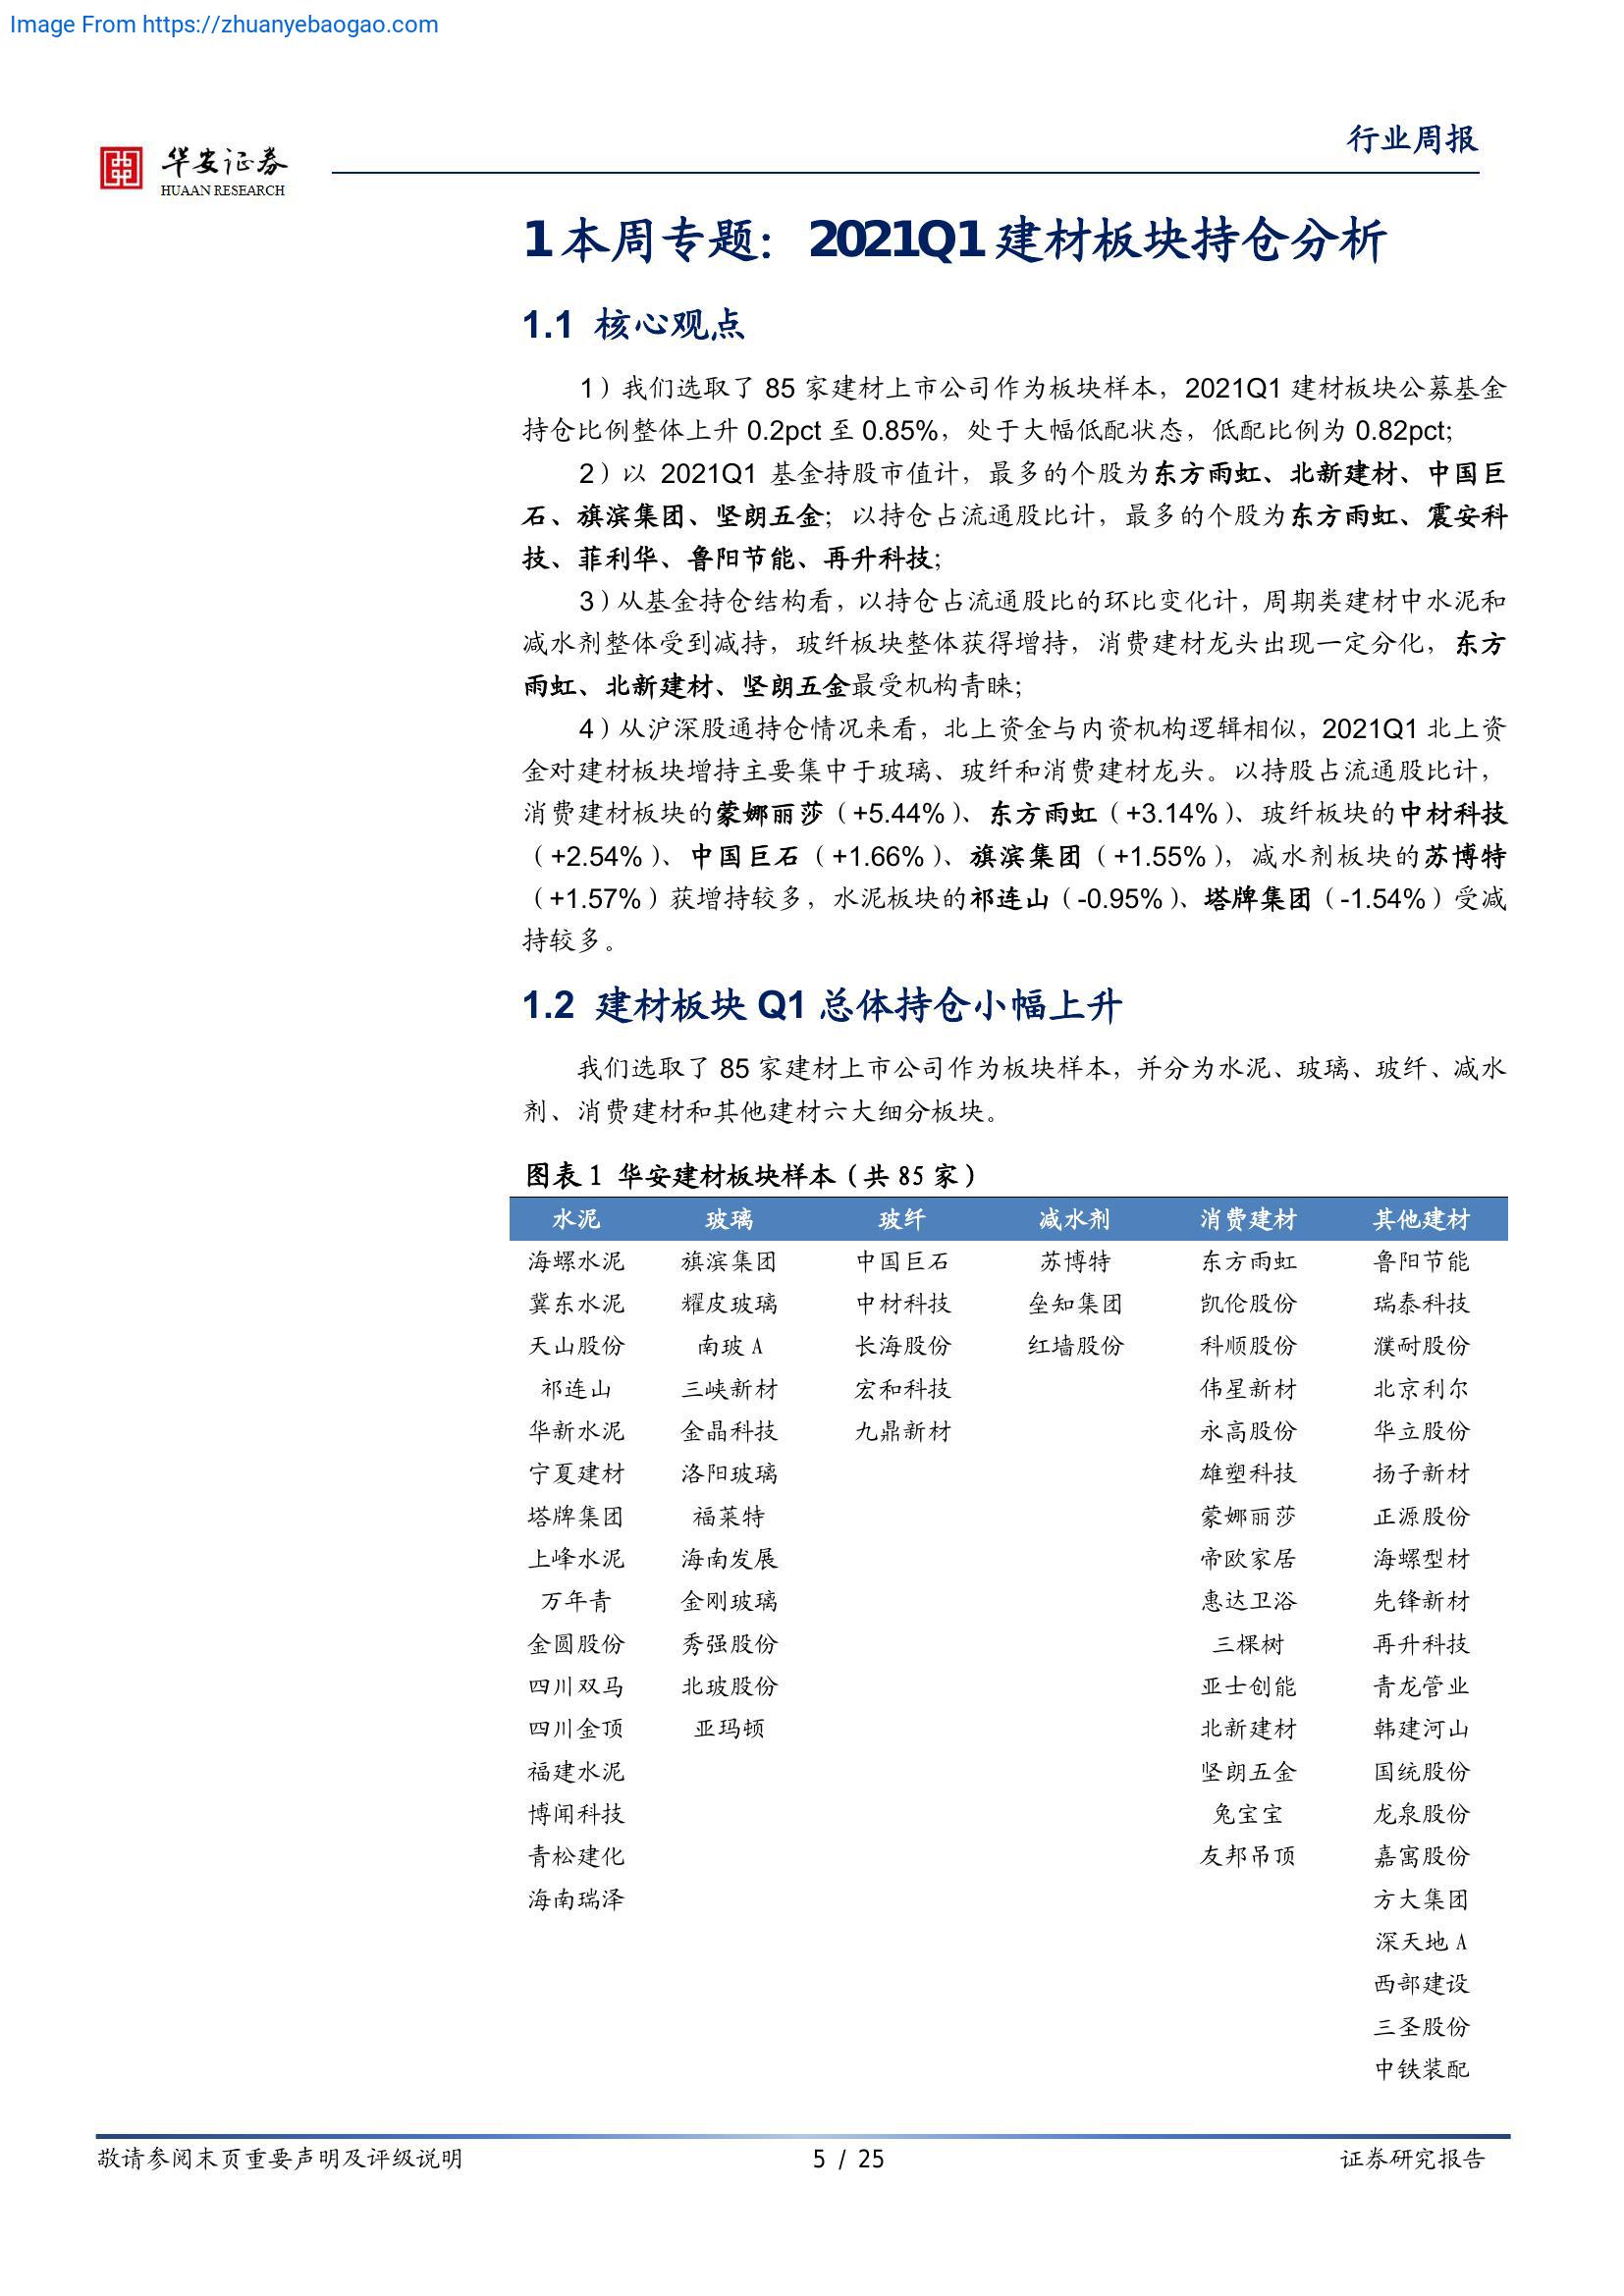 Image From https://zhuanyebaogao.com
行业周报
华安证券
HUAAN RESEARCH
1 本周专题：2021Q1 建材板块持仓分析
1.1 核心观点
1）我们选取了 85 家建材上市公司作为板块样本，2021Q1 建材板块公募基金
持仓比例整体上升 0.2pct 至 0.85%，处于大幅低配状态，低配比例为 0.82pct;
2）以 2021Q1 基金持股市值计，最多的个股为东方雨虹、北新建材、中国巨
石、旗滨集团、坚朗五金；以持仓占流通股比计，最多的个股为东方雨虹、震安科
技、菲利华、鲁阳节能、再升科技；
3）从基金持仓结构看，以持仓占流通股比的环比变化计，周期类建材中水泥和
减水剂整体受到减持，玻纤板块整体获得增持，消费建材龙头出现一定分化，东方
雨虹、北新建材、坚朗五金最受机构青睐；
4）从沪深股通持仓情况来看，北上资金与内资机构逻辑相似，2021Q1 北上资
金对建材板块增持主要集中于玻璃、玻纤和消费建材龙头。以持股占流通股比计，
消费建材板块的蒙娜丽莎（+5.44%）、东方雨虹（+3.14%）、玻纤板块的中材科技
（+2.54%）、中国巨石（+1.66%）、旗滨集团（+1.55%），减水剂板块的苏博特
（+1.57%）获增持较多，水泥板块的祁连山（-0.95%）、塔牌集团（-1.54%）受减
持较多。
1.2 建材板块 Q1 总体持仓小幅上升
我们选取了 85 家建材上市公司作为板块样本，并分为水泥、玻璃、玻纤、减水
剂、消费建材和其他建材六大细分板块。
图表 1 华安建材板块样本（共 85 家）
水泥 玻璃 玻纤 减水剂 消费建材 其他建材
海螺水泥 旗滨集团 中国巨石 苏博特 东方雨虹 鲁阳节能
冀东水泥 耀皮玻璃 中材科技 垒知集团 凯伦股份 瑞泰科技
天山股份 南玻 A 长海股份 红墙股份 科顺股份 濮耐股份
祁连山 三峡新材 宏和科技 伟星新材 北京利尔
华新水泥 金晶科技 九鼎新材 永高股份 华立股份
宁夏建材 洛阳玻璃 雄塑科技 扬子新材
塔牌集团 福莱特 蒙娜丽莎 正源股份
上峰水泥 海南发展 帝欧家居 海螺型材
万年青 金刚玻璃 惠达卫浴 先锋新材
金圆股份 秀强股份 三棵树 再升科技
四川双马 北玻股份 亚士创能 青龙管业
四川金顶 亚玛顿 北新建材 韩建河山
福建水泥 坚朗五金 国统股份
博闻科技 兔宝宝 龙泉股份
青松建化 友邦吊顶 嘉寓股份
海南瑞泽 方大集团
深天地 A
西部建设
三圣股份
中铁装配
敬请参阅末页重要声明及评级说明 5 / 25 证券研究报告